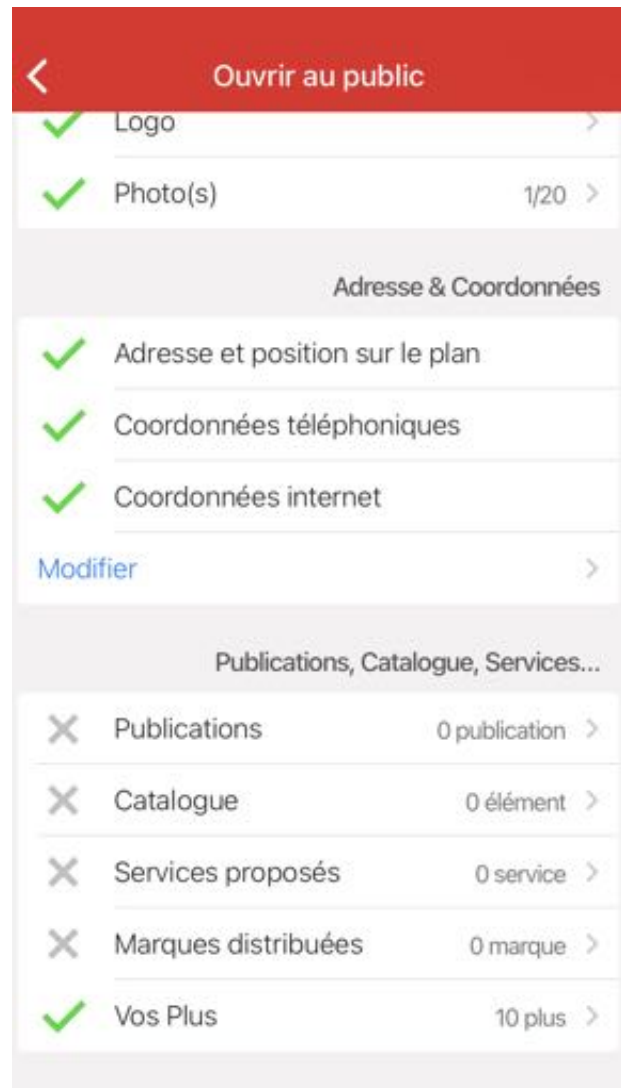 Ouvrir au public
Logo
Photo(s) 1/20
Adresse & Coordonnées
Adresse et position sur le plan
Coordonnées téléphoniques
Coordonnées internet
Modifier
Publications, Catalogue, Services...
Publications 0 publication
Catalogue 0 élément
Services proposés 0 service
Marques distribuées 0 marque
Vos Plus 10 plus